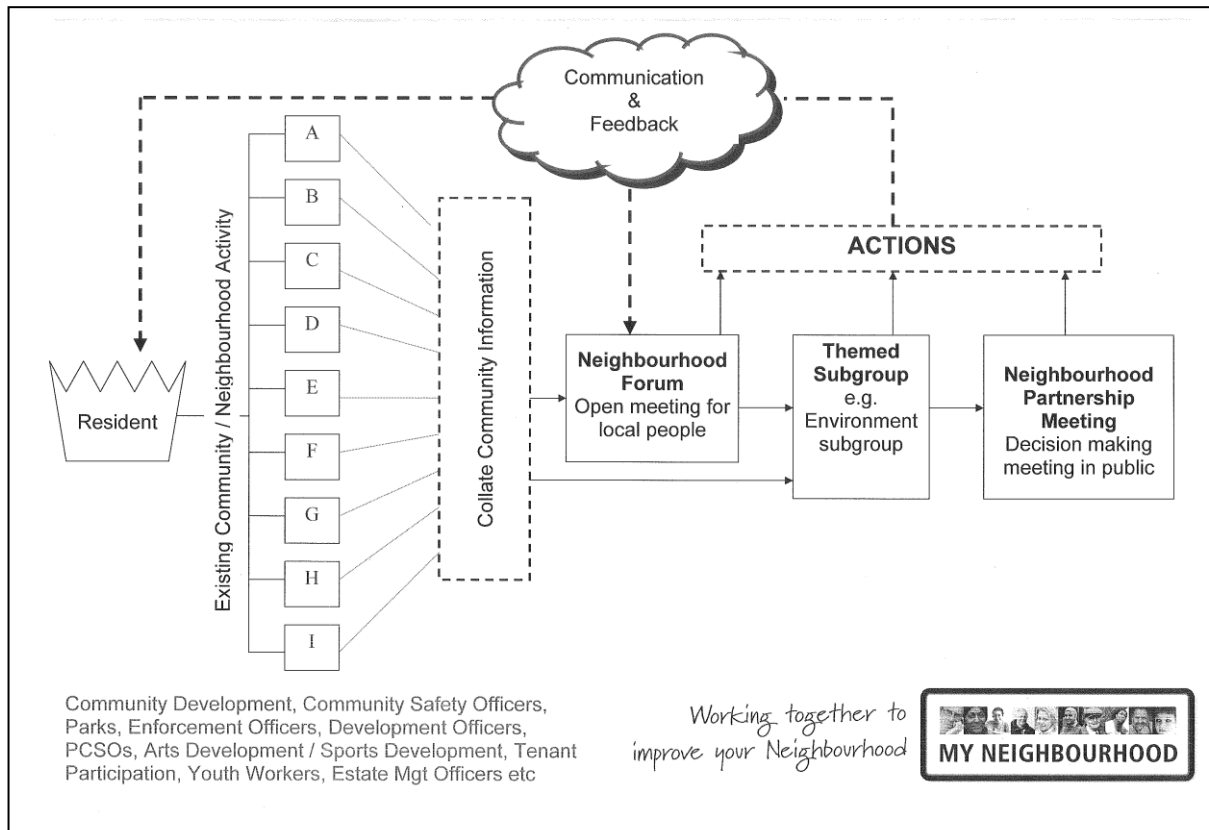 Communication
&
Feedback
A
B
C
D
E
F
G
H
I
Resident
Existing Community / Neighbourhood Activity
Collate Community Information
ACTIONS
Neighbourhood
Forum
Open meeting for
local people
Themed
Subgroup
e.g.
Environment
subgroup
Neighbourhood
Partnership
Meeting
Decision making
meeting in public
Community Development, Community Safety Officers,
Parks, Enforcement Officers, Development Officers,
PCSOs, Arts Development / Sports Development, Tenant
Participation, Youth Workers, Estate Mgt Officers etc
Working together to
improve your Neighbourhood
MY NEIGHBOURHOOD